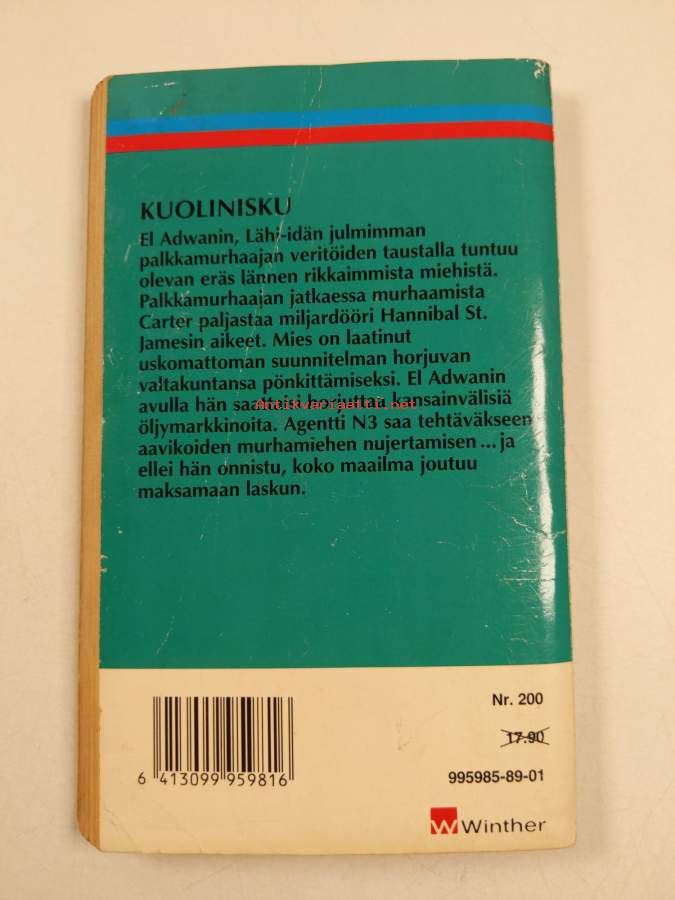 KUOLINISKU
El Adwanin, Lähi-idän julmimman
palkkamurhaajan veritöiden taustalla tuntuu
olevan eräs lännen rikkaimmista miehistä.
Palkkamurhaajan jatkaessa murhaamista
Carter paljastaa miljardööri Hannibal St.
Jamesin aikeet. Mies on laatinut
uskomattoman suunnitelman horjuvan
valtakuntansa pönkittämiseksi. El Adwanin
avulla hän kansainvälisiä
Antikvariaatti.net
öljymarkkinoita. Agentti N3 saa tehtäväkseen
aavikoiden murhamiehen nujertamisen ... ja
ellei hän onnistu, koko maailma joutuu
maksamaan laskun.
Nr. 200
17.90
6 413099 959816
995985-89-01
W Winther